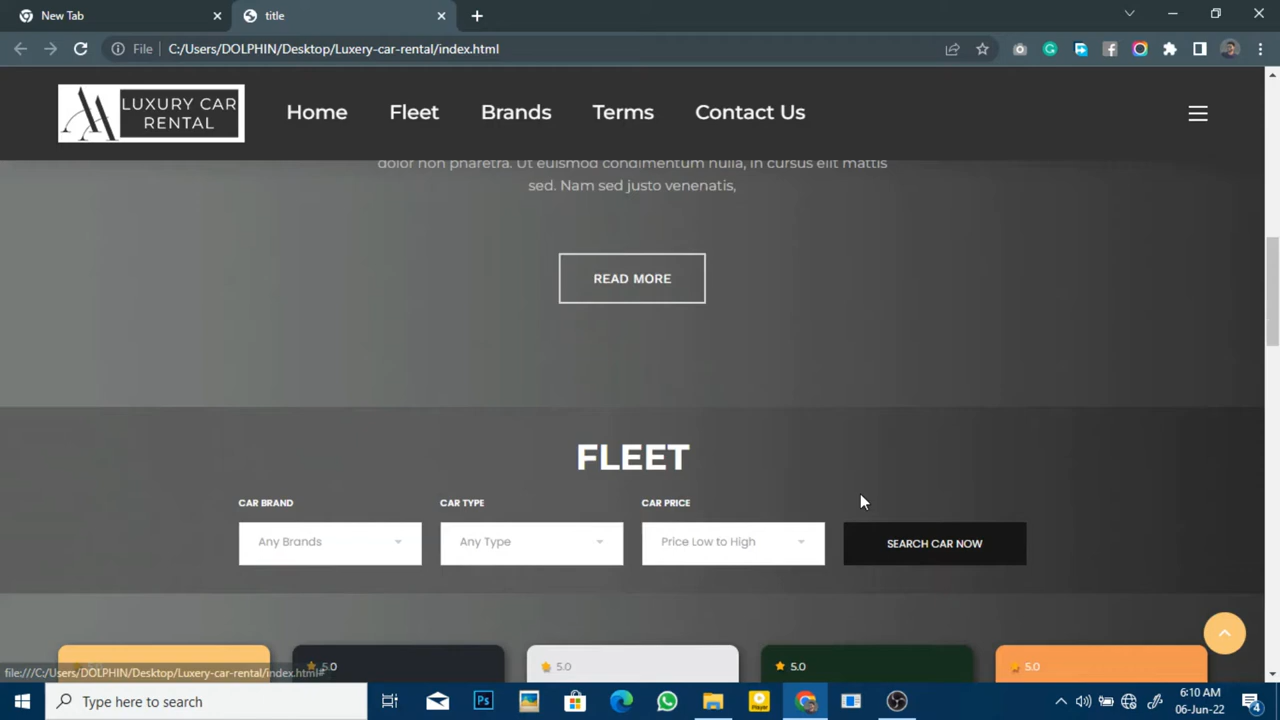 New Tab
title
File
C:/Users/DOLPHIN/Desktop/Luxery-car-rental/index.html
LUXURY CAR
RENTAL
Home
Fleet
Brands
Terms
Contact Us
dolor non pharetra. Ut euismod condimentum nulla, in cursus elit mattis
sed. Nam sed justo venenatis,
READ MORE
FLEET
CAR BRAND
CAR TYPE
CAR PRICE
Any Brands
Any Type
Price Low to High
SEARCH CAR NOW
5.0
5.0
5.0
5.0
file:///C:/Users/DOLPHIN/Desktop/Luxery-car-rental/index.html#
Type here to search
6:10 AM
06-Jun-22
4